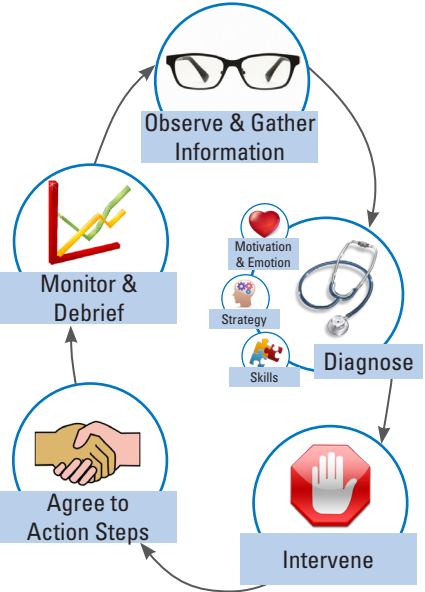 Observe & Gather
Information
Motivation
& Emotion
Strategy
Skills
Diagnose
Intervene
Agree to
Action Steps
Monitor &
Debrief